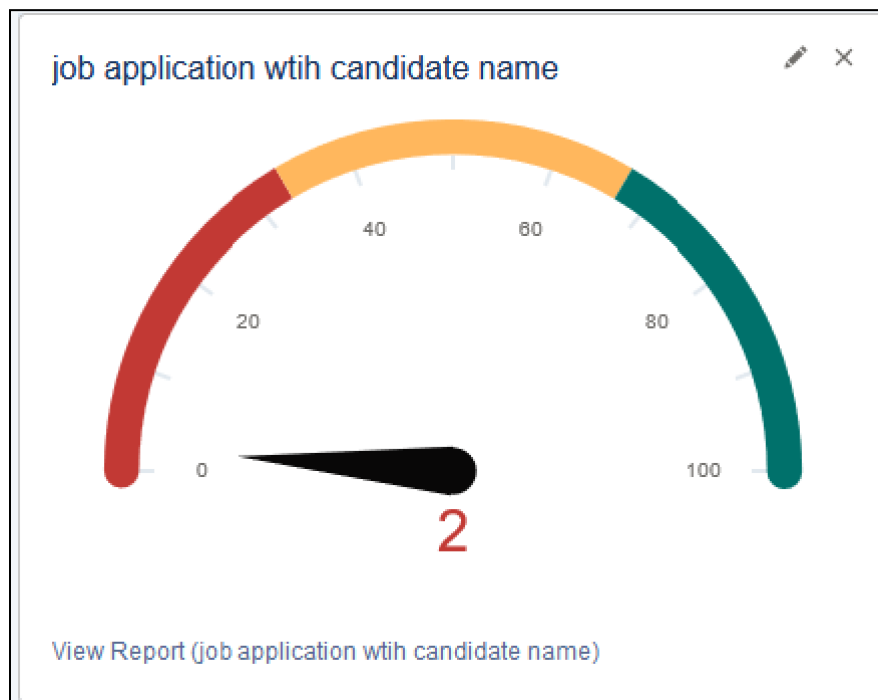 job application wtih candidate name
40 60
20 80
0 100
2
View Report (job application wtih candidate name)